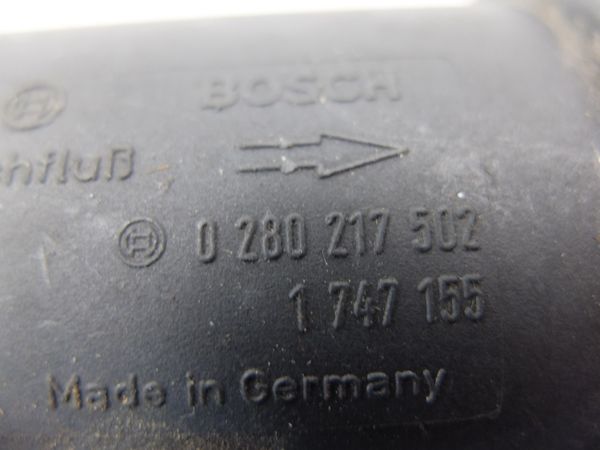 BOSCH
hfluß
0 280 217 502
1 747 155
Made in Germany